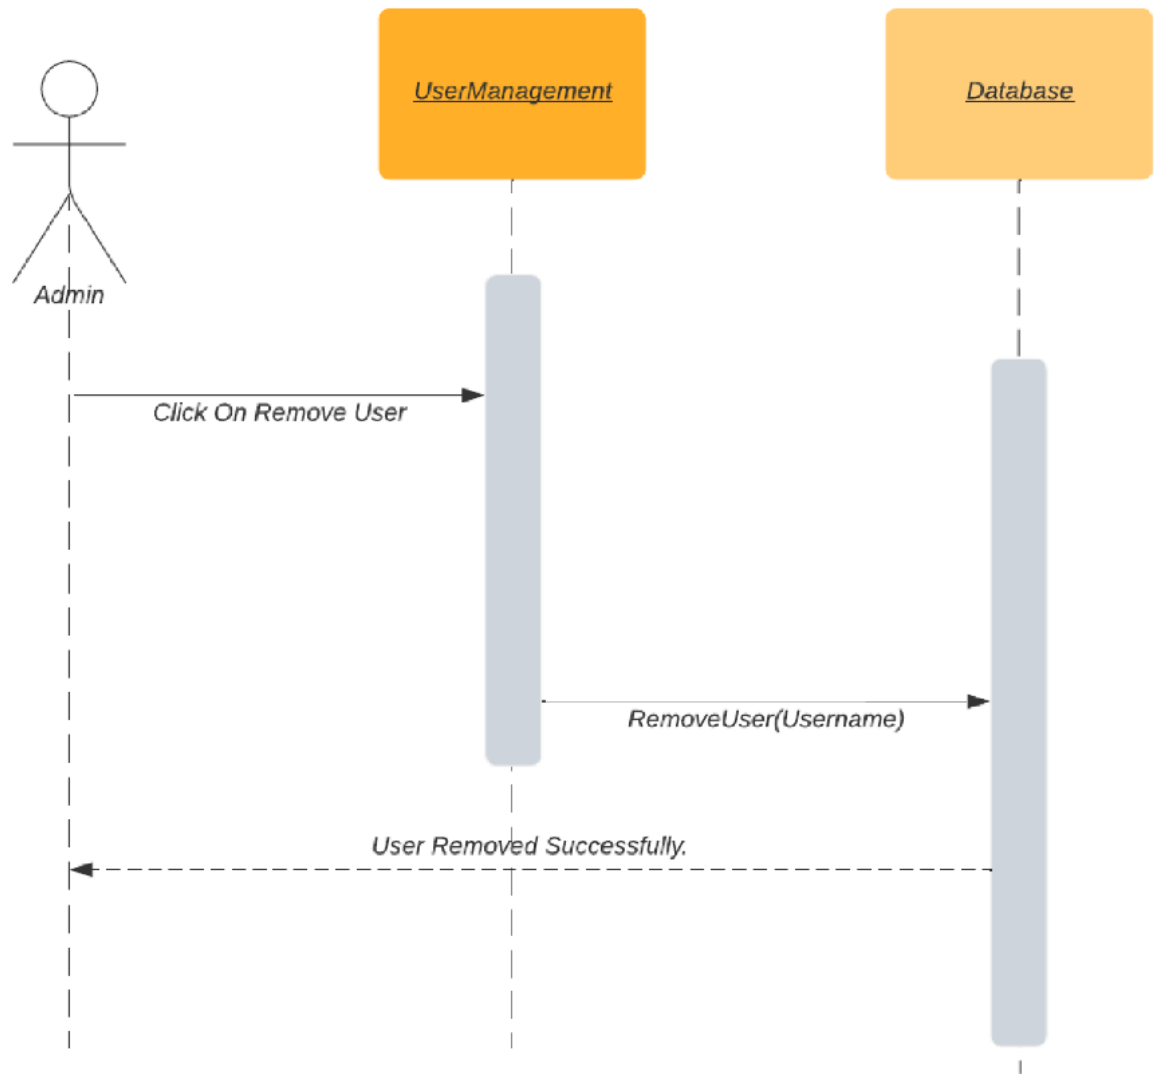 UserManagement
Database
Admin
Click On Remove User
RemoveUser(Username)
User Removed Successfully.